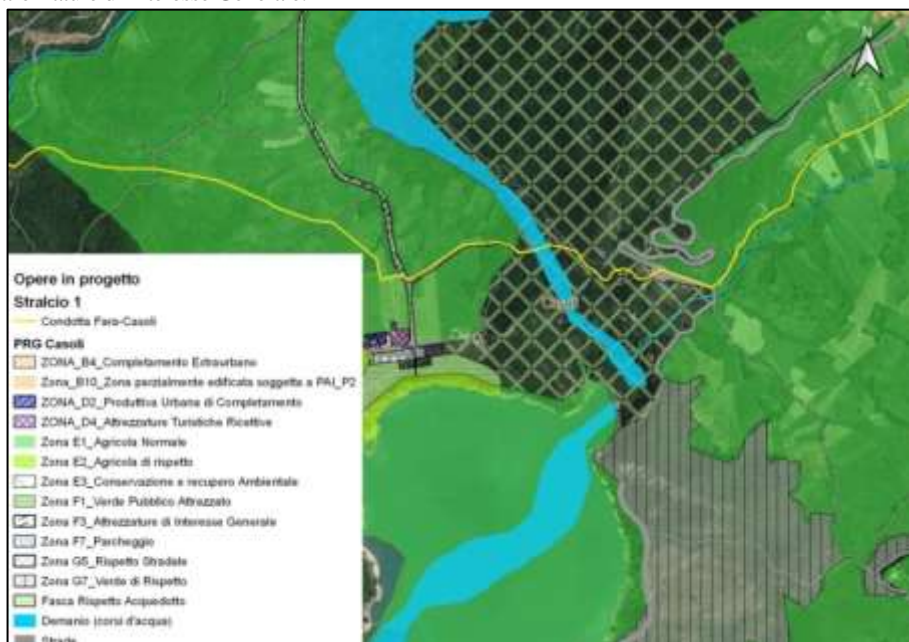 N
Opere in progetto
Stralcio 1
Condotta Fara-Casoli
PRG Casoli
ZONA_B4_Completamento Extraurbano
Zona_B10_Zona parzialmente edificata soggetta a PAI_P2
ZONA_D2_Produttiva Urbana di Completamento
ZONA_D4_Attrezzature Turistiche Ricettive
Zona E1_Agricola Normale
Zona E2_Agricola di rispetto
Zona E3_Conservazione e recupero Ambientale
Zona F1_Verde Pubblico Attrezzato
Zona F3_Attrezzature di Interesse Generale
Zona F7_Parcheggio
Zona G5_Rispetto Stradale
Zona G7_Verde di Rispetto
Fascia Rispetto Acquedotto
Demanio (corsi d'acqua)
Strade